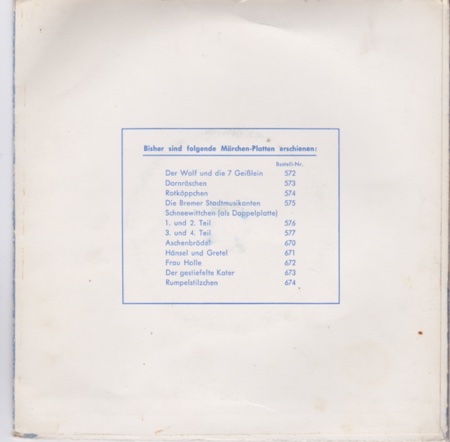 Bisher sind folgende Märchen-Platten erschienen:
Bestell-Nr.
Der Wolf und die 7 Geißlein 572
Dornröschen 573
Rotkäppchen 574
Die Bremer Stadtmusikanten 575
Schneewittchen (als Doppelplatte)
1. und 2. Teil 576
3. und 4. Teil 577
Aschenbrödel 670
Hänsel und Gretel 671
Frau Holle 672
Der gestiefelte Kater 673
Rumpelstilzchen 674